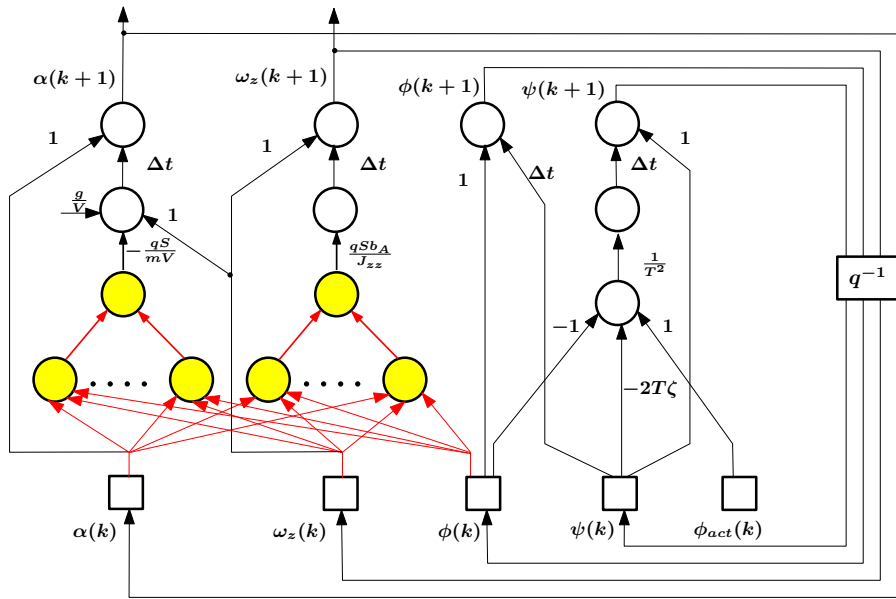 α(k + 1)
ω_z(k + 1)
ϕ(k + 1)
ψ(k + 1)
1
1
1
Δt
Δt
Δt
Δt
1
g/V
1
−qS/mV
qSb_A/J_zz
1/T²
q⁻¹
−1
1
−2Tζ
α(k)
ω_z(k)
ϕ(k)
ψ(k)
ϕ_act(k)